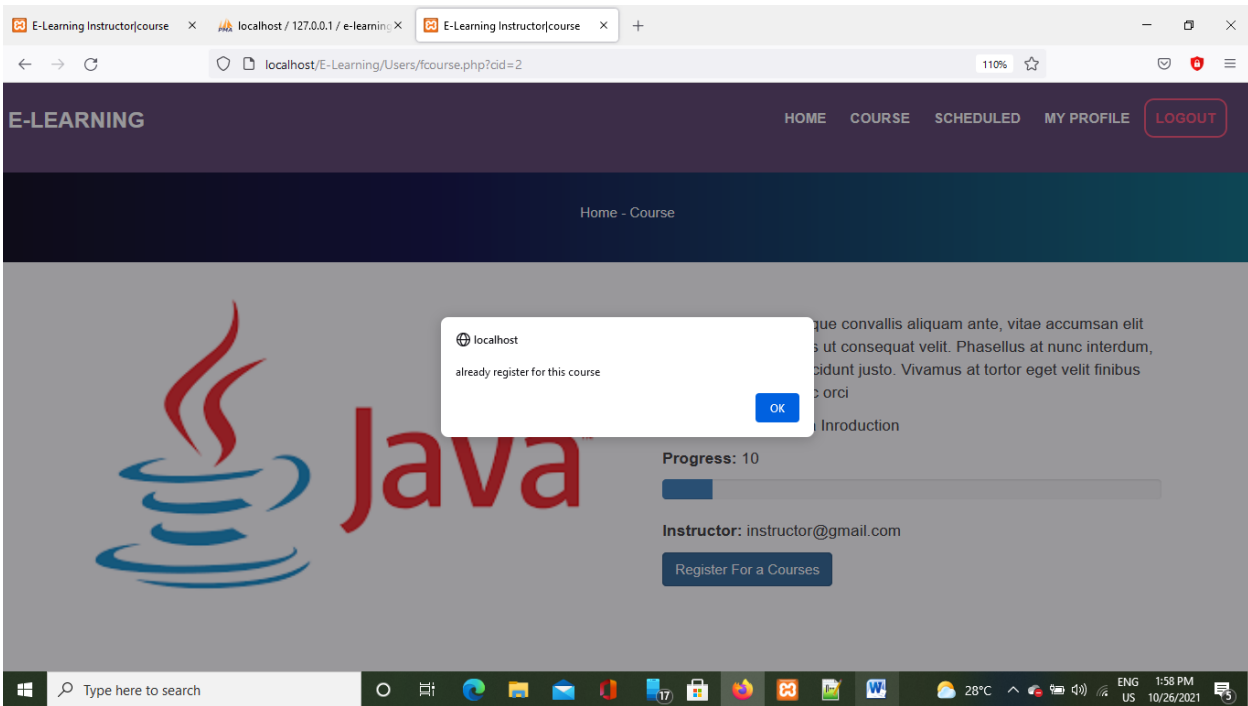 E-Learning Instructor|course
localhost / 127.0.0.1 / e-learning
E-Learning Instructor|course
localhost/E-Learning/Users/fcourse.php?cid=2
110%
E-LEARNING
HOME COURSE SCHEDULED MY PROFILE LOGOUT
Home - Course
localhost
already register for this course
OK
que convallis aliquam ante, vitae accumsan elit
ut consequat velit. Phasellus at nunc interdum,
cidunt justo. Vivamus at tortor eget velit finibus
orci
Inroduction
Progress: 10
Java
Instructor: instructor@gmail.com
Register For a Courses
Type here to search
17
28°C
ENG
US
1:58 PM
10/26/2021
5